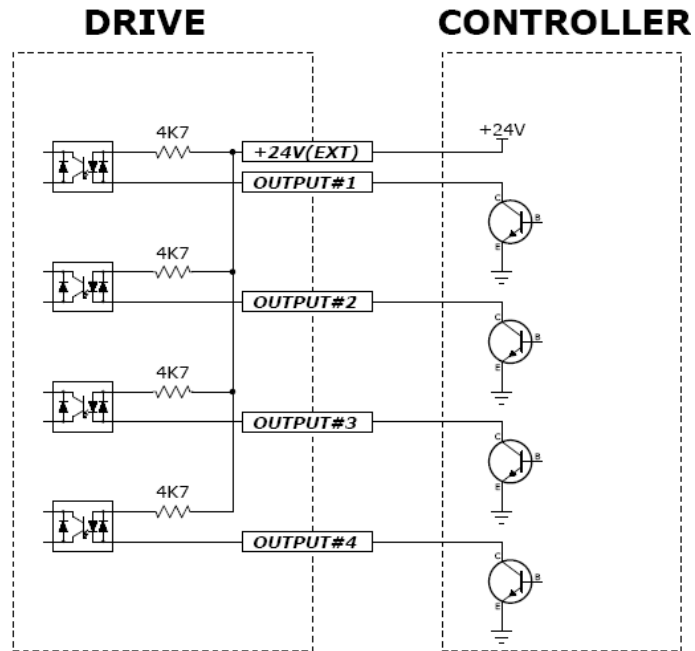 DRIVE CONTROLLER
4K7 +24V(EXT) +24V
OUTPUT#1
C
B
E
4K7
OUTPUT#2
C
B
E
4K7
OUTPUT#3
C
B
E
4K7
OUTPUT#4
C
B
E